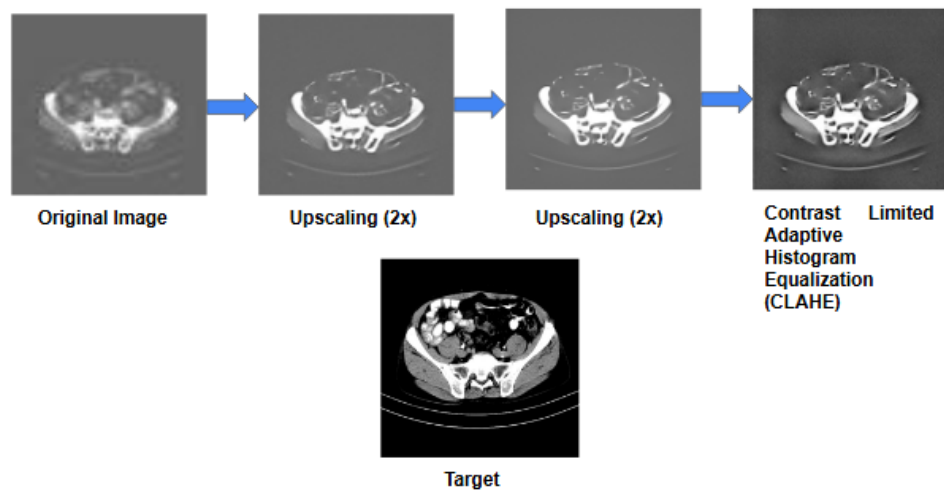 Original Image
Upscaling (2x)
Upscaling (2x)
Contrast Limited
Adaptive
Histogram
Equalization
(CLAHE)
Target